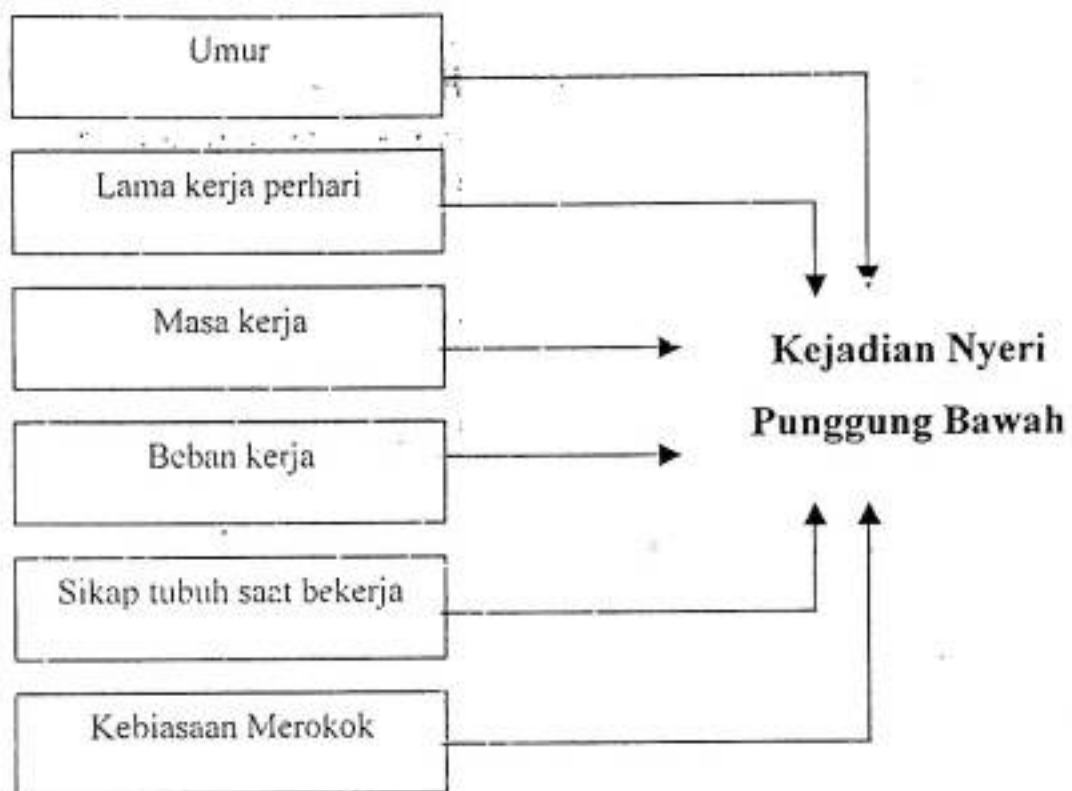 Umur
Lama kerja perhari
Masa kerja
Beban kerja
Sikap tubuh saat bekerja
Kebiasaan Merokok
Kejadian Nyeri
Punggung Bawah